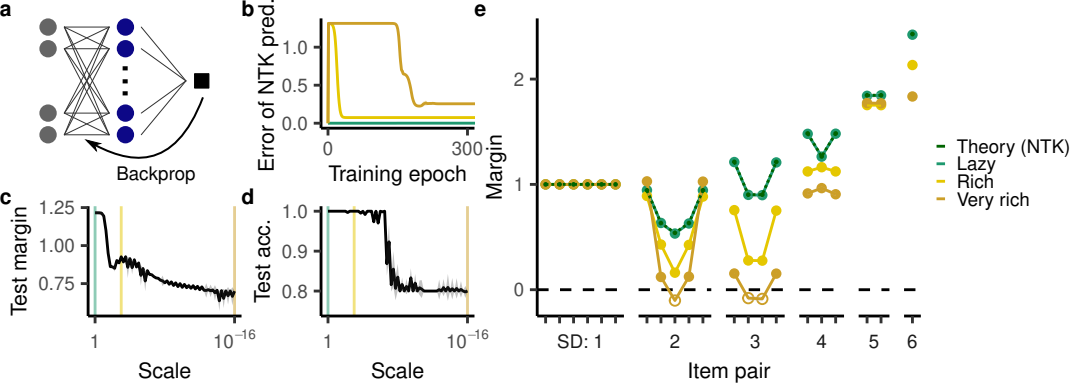 a
Backprop
b
Error of NTK pred.
1.0
0.5
0.0
0
300
Training epoch
c
Test margin
1.25
1.00
0.75
1
10⁻¹⁶
Scale
d
Test acc.
1.0
0.9
0.8
1
10⁻¹⁶
Scale
e
Margin
2
1
0
SD: 1
2
3
4
5
6
Item pair
Theory (NTK)
Lazy
Rich
Very rich